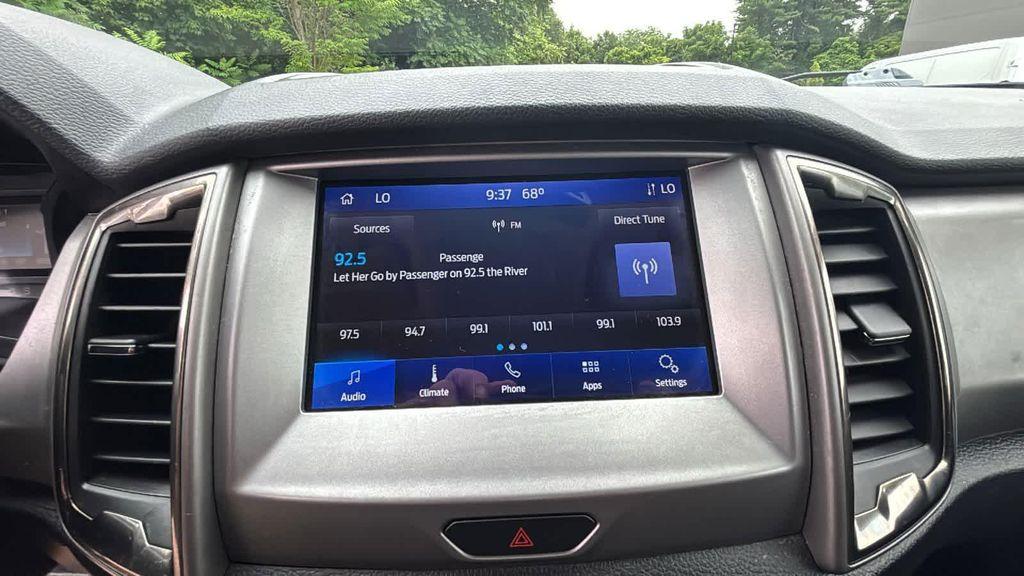 LO 9:37 68° LO
Sources FM Direct Tune
92.5 Passenge
Let Her Go by Passenger on 92.5 the River
97.5 94.7 99.1 101.1 99.1 103.9
Audio Climate Phone Apps Settings